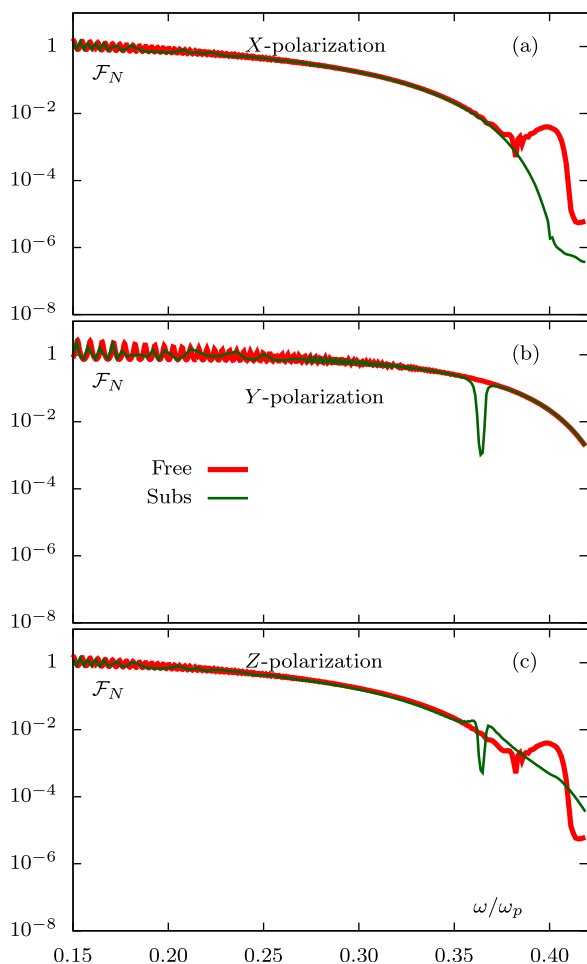 1
X-polarization (a)
𝓕_N
10⁻²
10⁻⁴
10⁻⁶
10⁻⁸
1
(b)
𝓕_N
Y-polarization
10⁻²
Free
10⁻⁴
Subs
10⁻⁶
10⁻⁸
1
Z-polarization (c)
𝓕_N
10⁻²
10⁻⁴
10⁻⁶
ω/ω_p
10⁻⁸
0.15 0.20 0.25 0.30 0.35 0.40